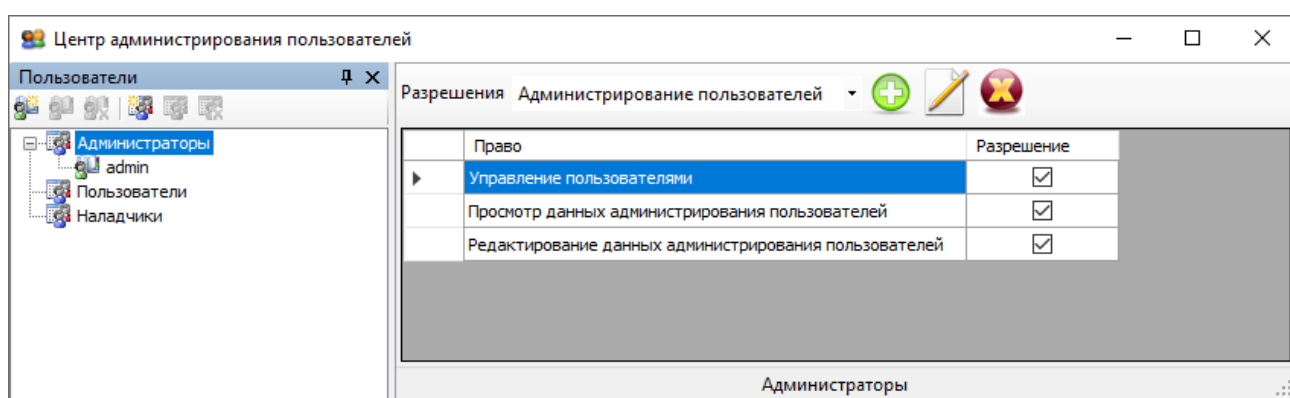 Центр администрирования пользователей
Пользователи
Администраторы
admin
Пользователи
Наладчики
Разрешения Администрирование пользователей
Право Разрешение
Управление пользователями
Просмотр данных администрирования пользователей
Редактирование данных администрирования пользователей
Администраторы